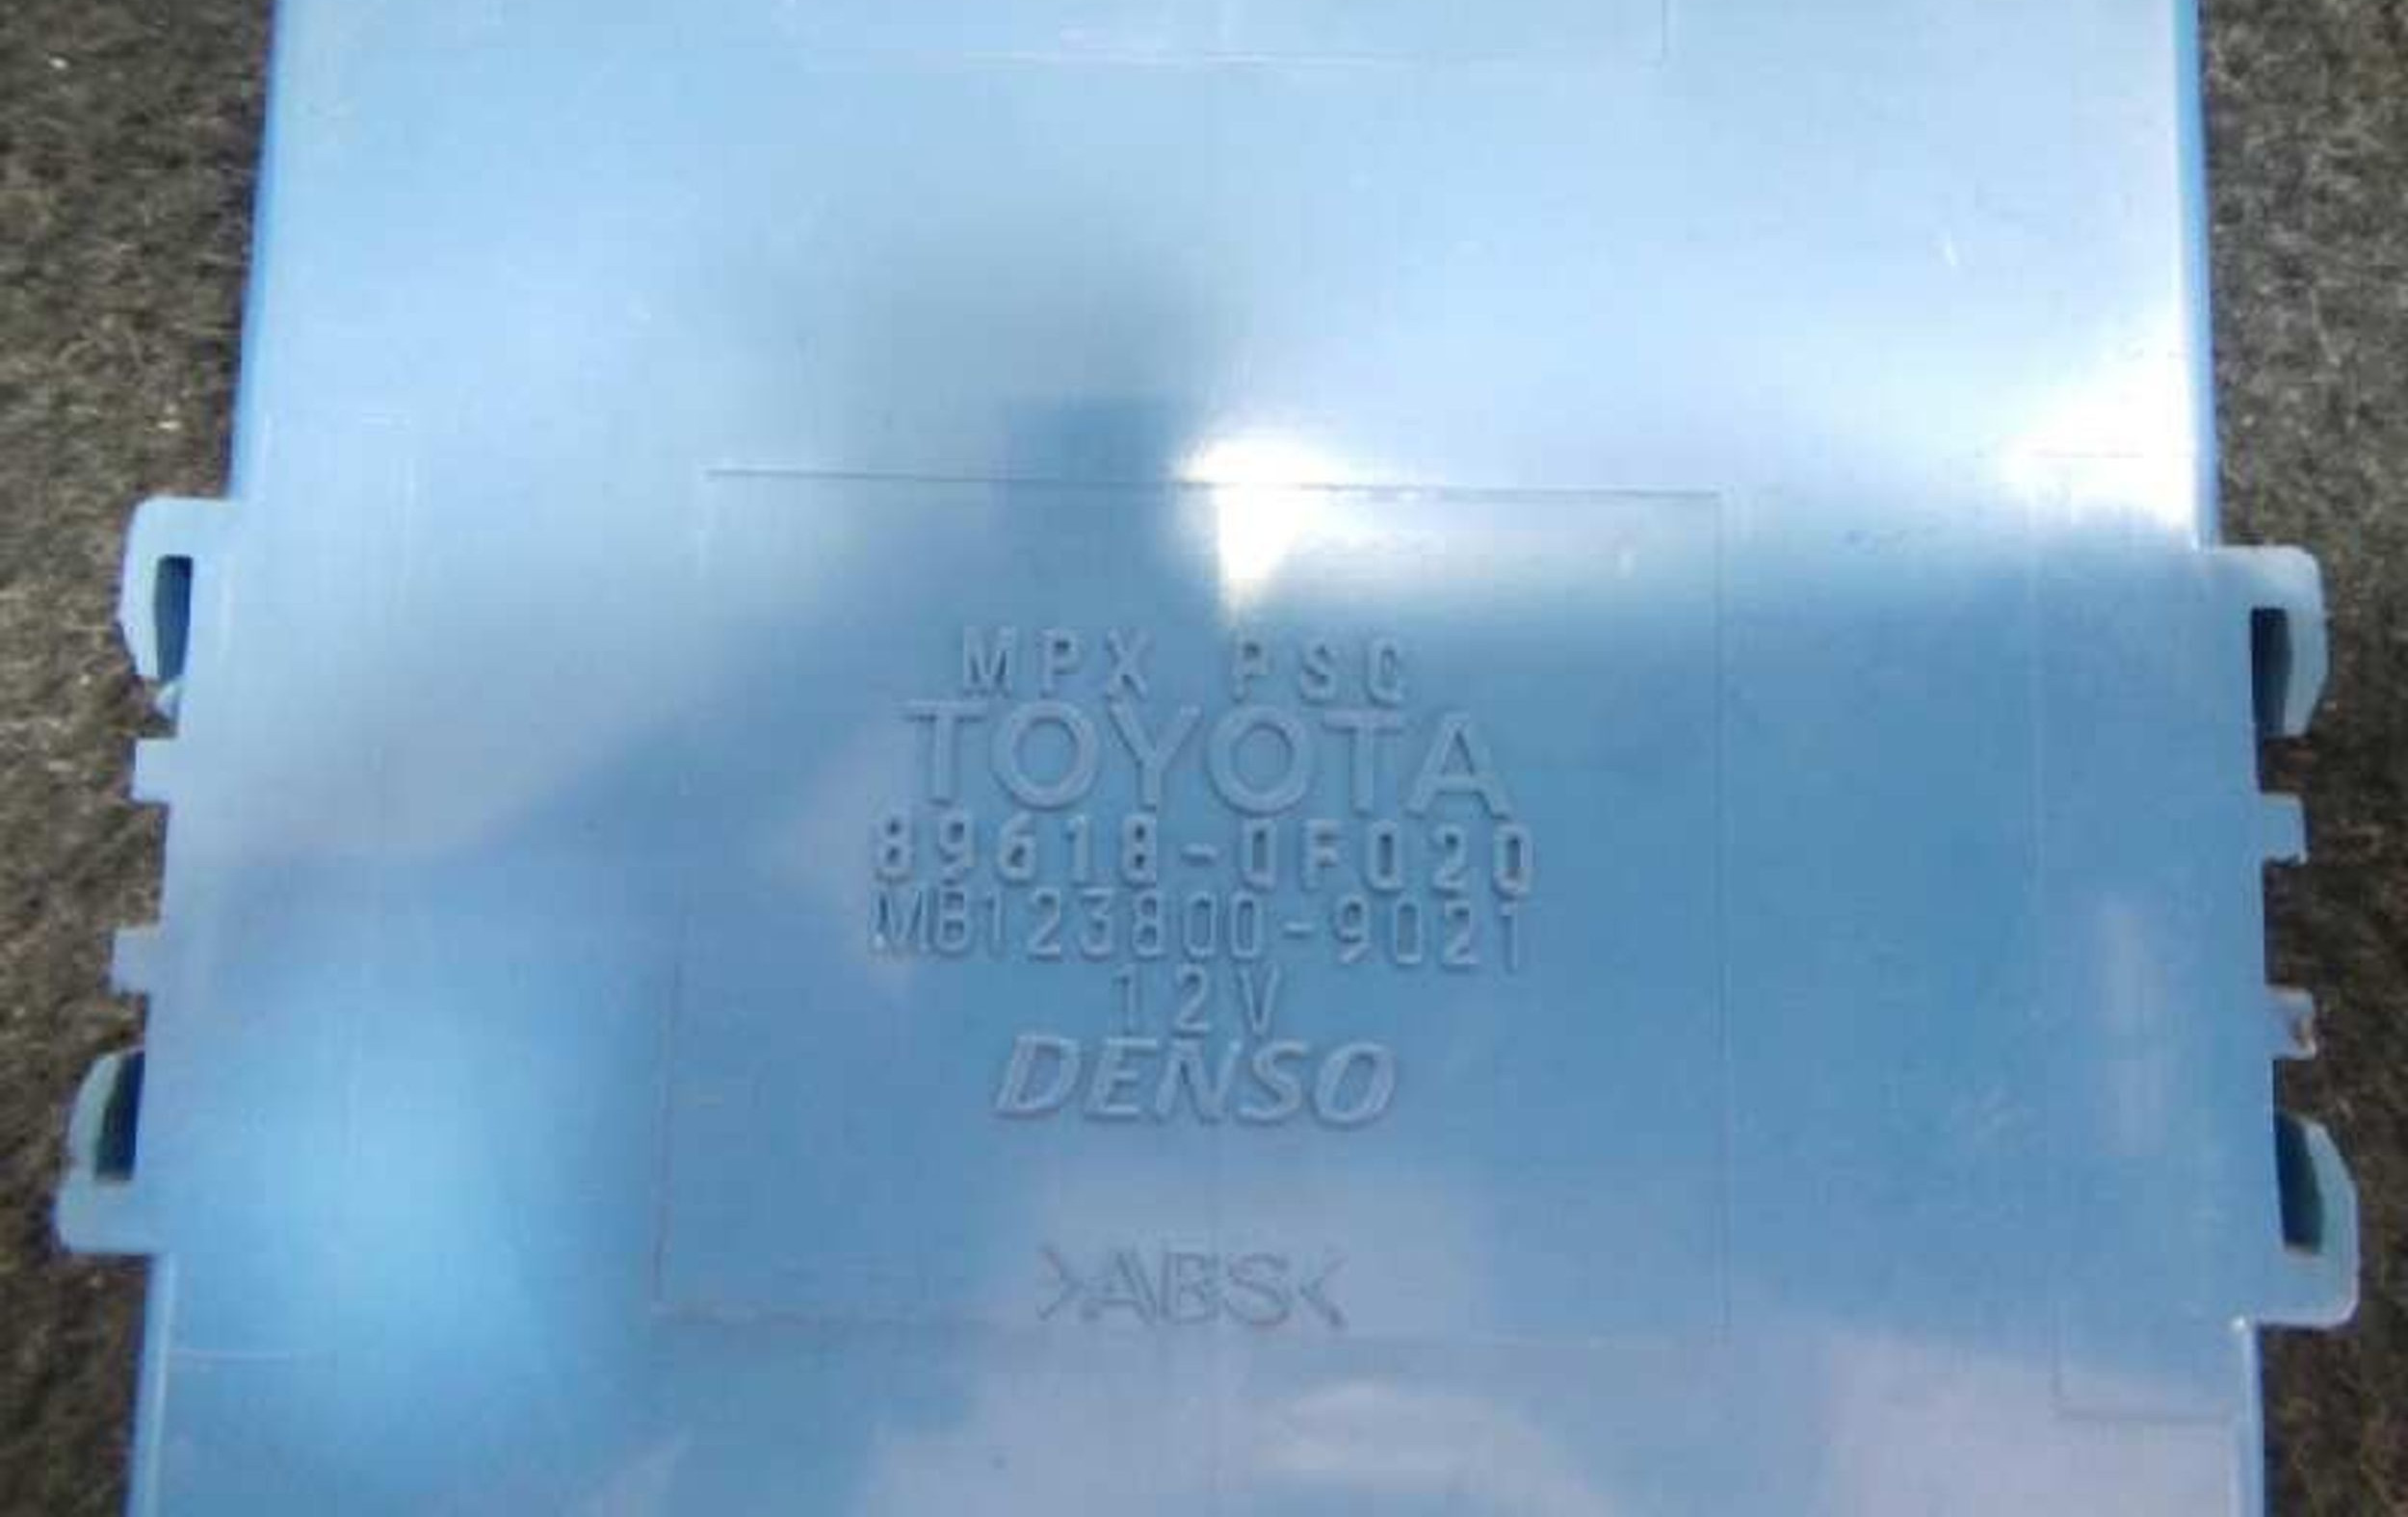 MPX PSC
TOYOTA
89618-0F020
MB123800-9021
12V
DENSO
>ABS<